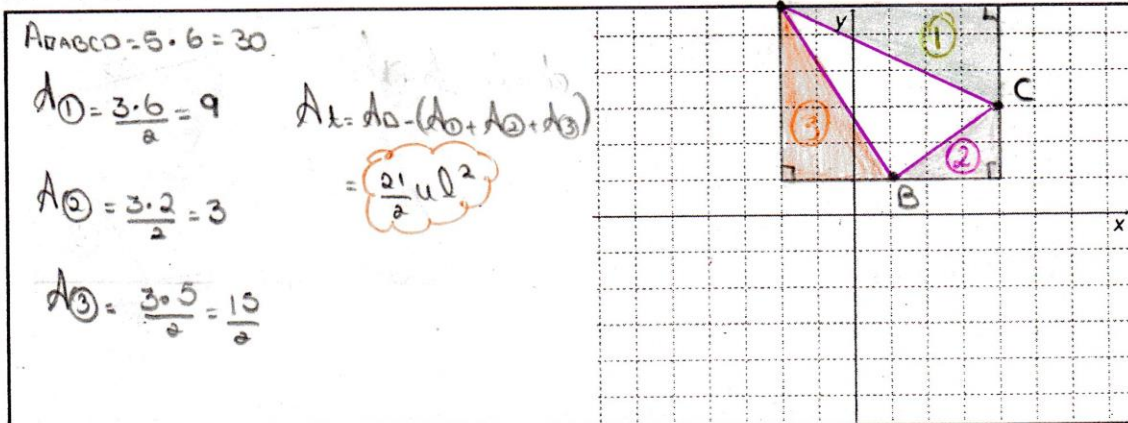 A▱ABCD = 5 • 6 = 30
A① = 3•6/2 = 9
At = A□ - (A① + A② + A③)
= 21/2 ul²
A② = 3•2/2 = 3
A③ = 3•5/2 = 15/2
y
①
C
③
②
B
x